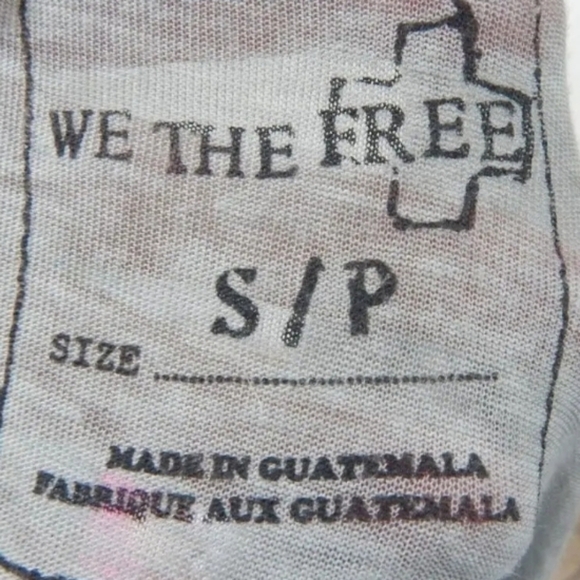 WE THE FREE
S/P
SIZE
MADE IN GUATEMALA
FABRIQUE AUX GUATEMALA